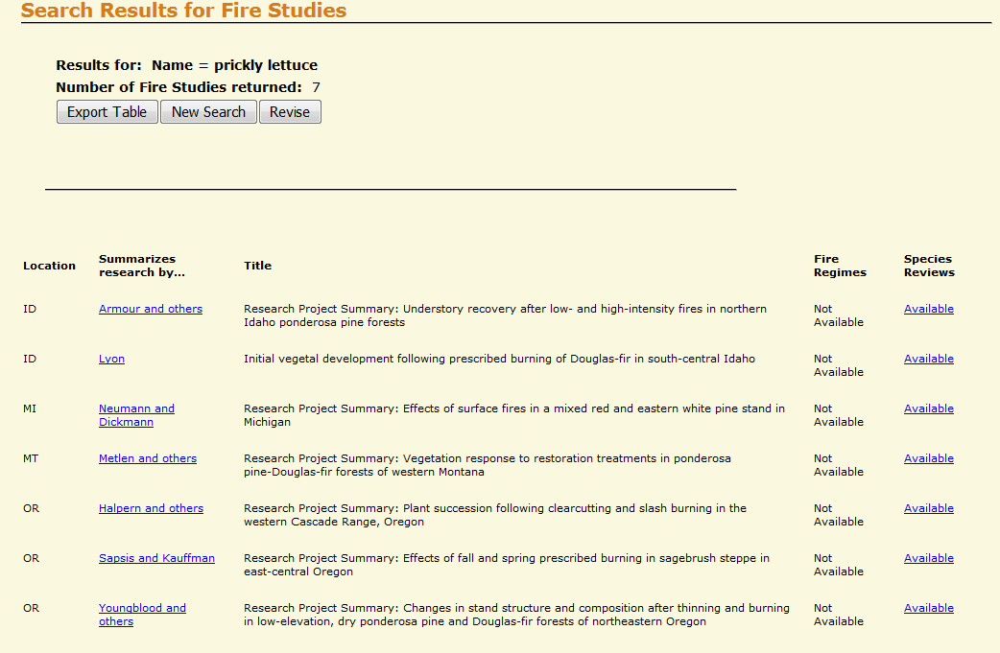 Search Results for Fire Studies
Results for: Name = prickly lettuce
Number of Fire Studies returned: 7
Export Table New Search Revise
Location Summarizes research by... Title Fire Regimes Species Reviews
ID Armour and others Research Project Summary: Understory recovery after low- and high-intensity fires in northern Not Available
Idaho ponderosa pine forests Available
ID Lyon Initial vegetal development following prescribed burning of Douglas-fir in south-central Idaho Not Available
Available
MI Neumann and Research Project Summary: Effects of surface fires in a mixed red and eastern white pine stand in Not Available
Dickmann Michigan Available
MT Metlen and others Research Project Summary: Vegetation response to restoration treatments in ponderosa Not Available
pine-Douglas-fir forests of western Montana Available
OR Halpern and others Research Project Summary: Plant succession following clearcutting and slash burning in the Not Available
western Cascade Range, Oregon Available
OR Sapsis and Kauffman Research Project Summary: Effects of fall and spring prescribed burning in sagebrush steppe in Not Available
east-central Oregon Available
OR Youngblood and Research Project Summary: Changes in stand structure and composition after thinning and burning Not Available
others in low-elevation, dry ponderosa pine and Douglas-fir forests of northeastern Oregon Available